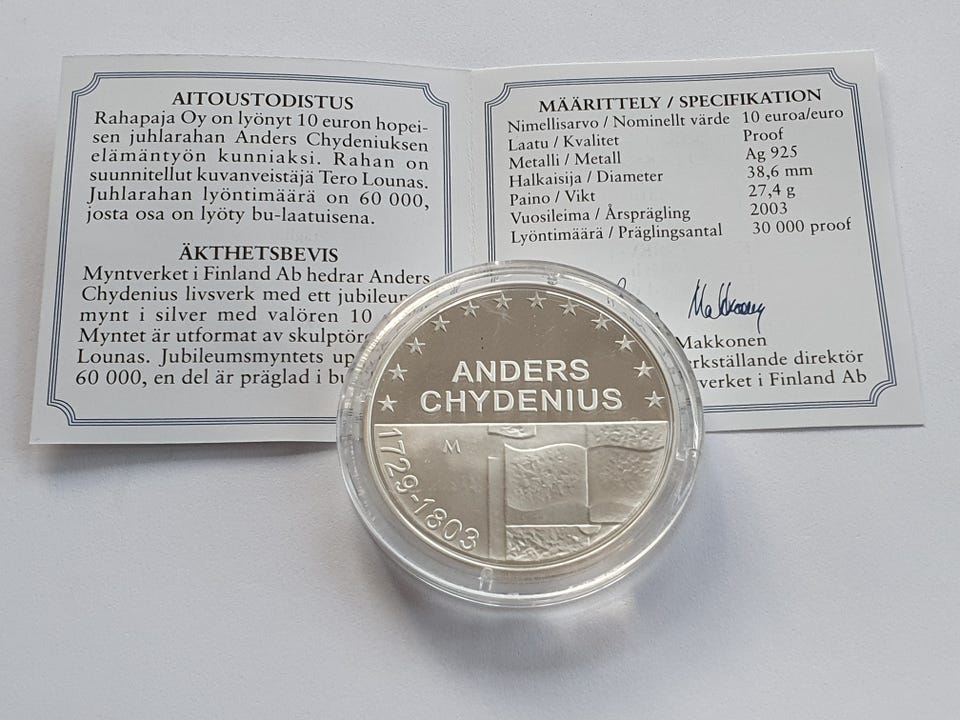 AITOUSTODISTUS
Rahapaja Oy on lyönyt 10 euron hopei-
sen juhlarahan Anders Chydeniuksen
elämäntyön kunniaksi. Rahan on
suunnitellut kuvanveistäjä Tero Lounas.
Juhlarahan lyöntimäärä on 60 000,
josta osa on lyöty bu-laatuisena.
ÄKTHETSBEVIS
Myntverket i Finland Ab hedrar Anders
Chydenius livsverk med ett jubileum
mynt i silver med valören 10
Myntet är utformat av skulptör
Lounas. Jubileumsmyntets up
60 000, en del är präglad i bu
MÄÄRITTELY / SPECIFIKATION
Nimellisarvo / Nominellt värde 10 euroa/euro
Laatu / Kvalitet Proof
Metalli / Metall Ag 925
Halkaisija / Diameter 38,6 mm
Paino / Vikt 27,4 g
Vuosileima / Årsprägling 2003
Lyöntimäärä / Präglingsantal 30 000 proof
Makkonen
Makkonen
rkställande direktör
tverket i Finland Ab
ANDERS
CHYDENIUS
M
1729-1803